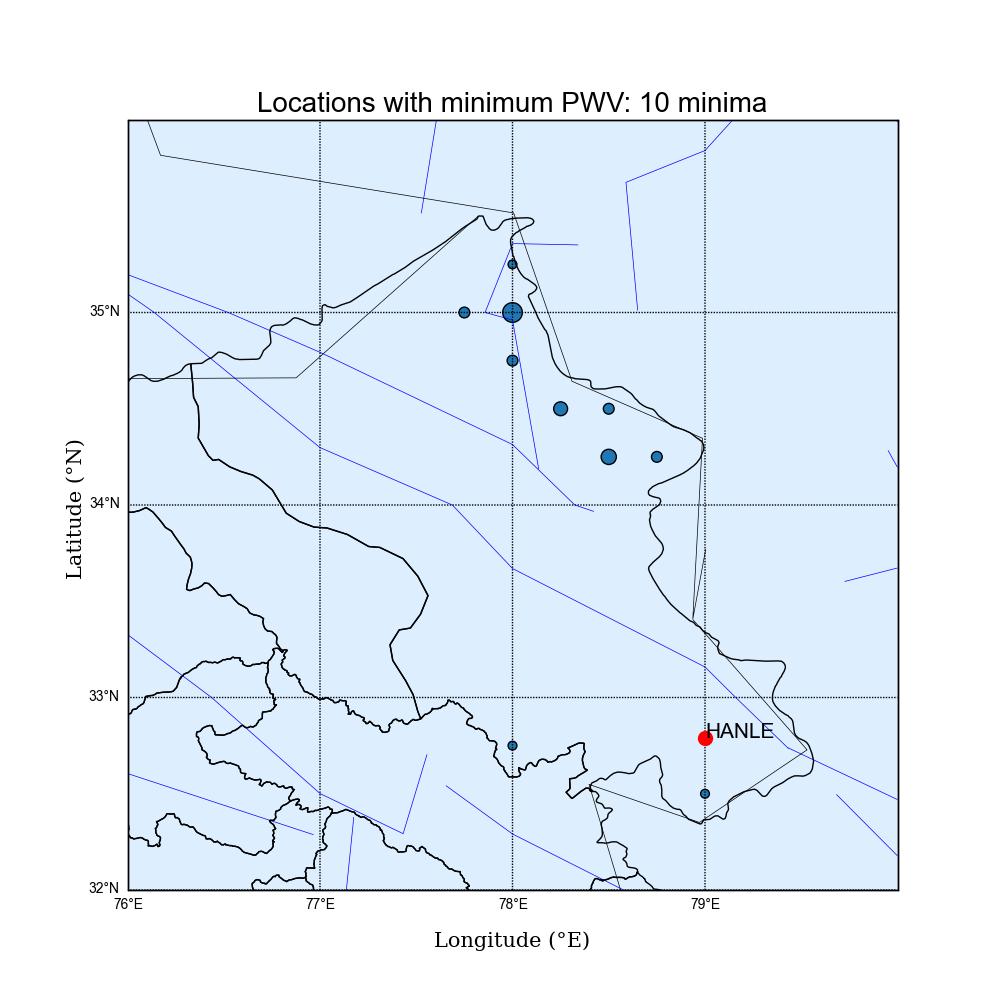 Locations with minimum PWV: 10 minima
35°N
34°N
33°N
32°N
Latitude (°N)
HANLE
76°E
77°E
78°E
79°E
Longitude (°E)